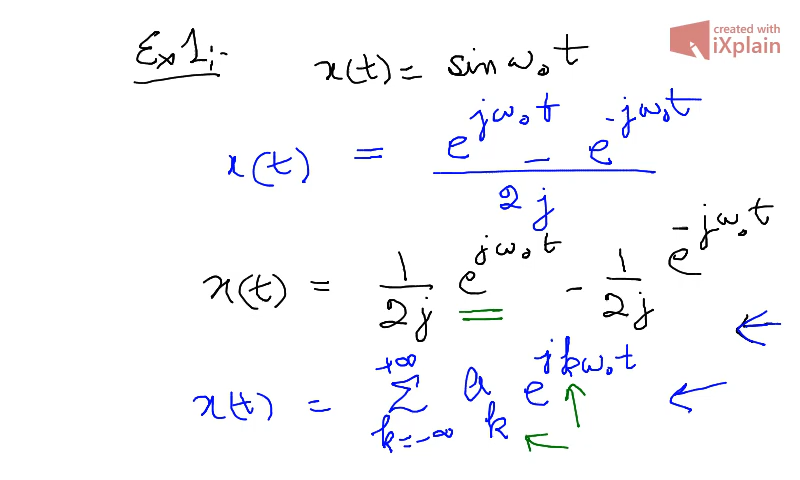 created with
iXplain
Ex 1:- x(t) = sin ω₀t
x(t) = (e^{jω₀t} - e^{-jω₀t}) / 2j
x(t) = 1/2j e^{jω₀t} - 1/2j e^{-jω₀t} ←
x(t) = Σ_{k=-∞}^{+∞} a_k e^{jkω₀t} ←